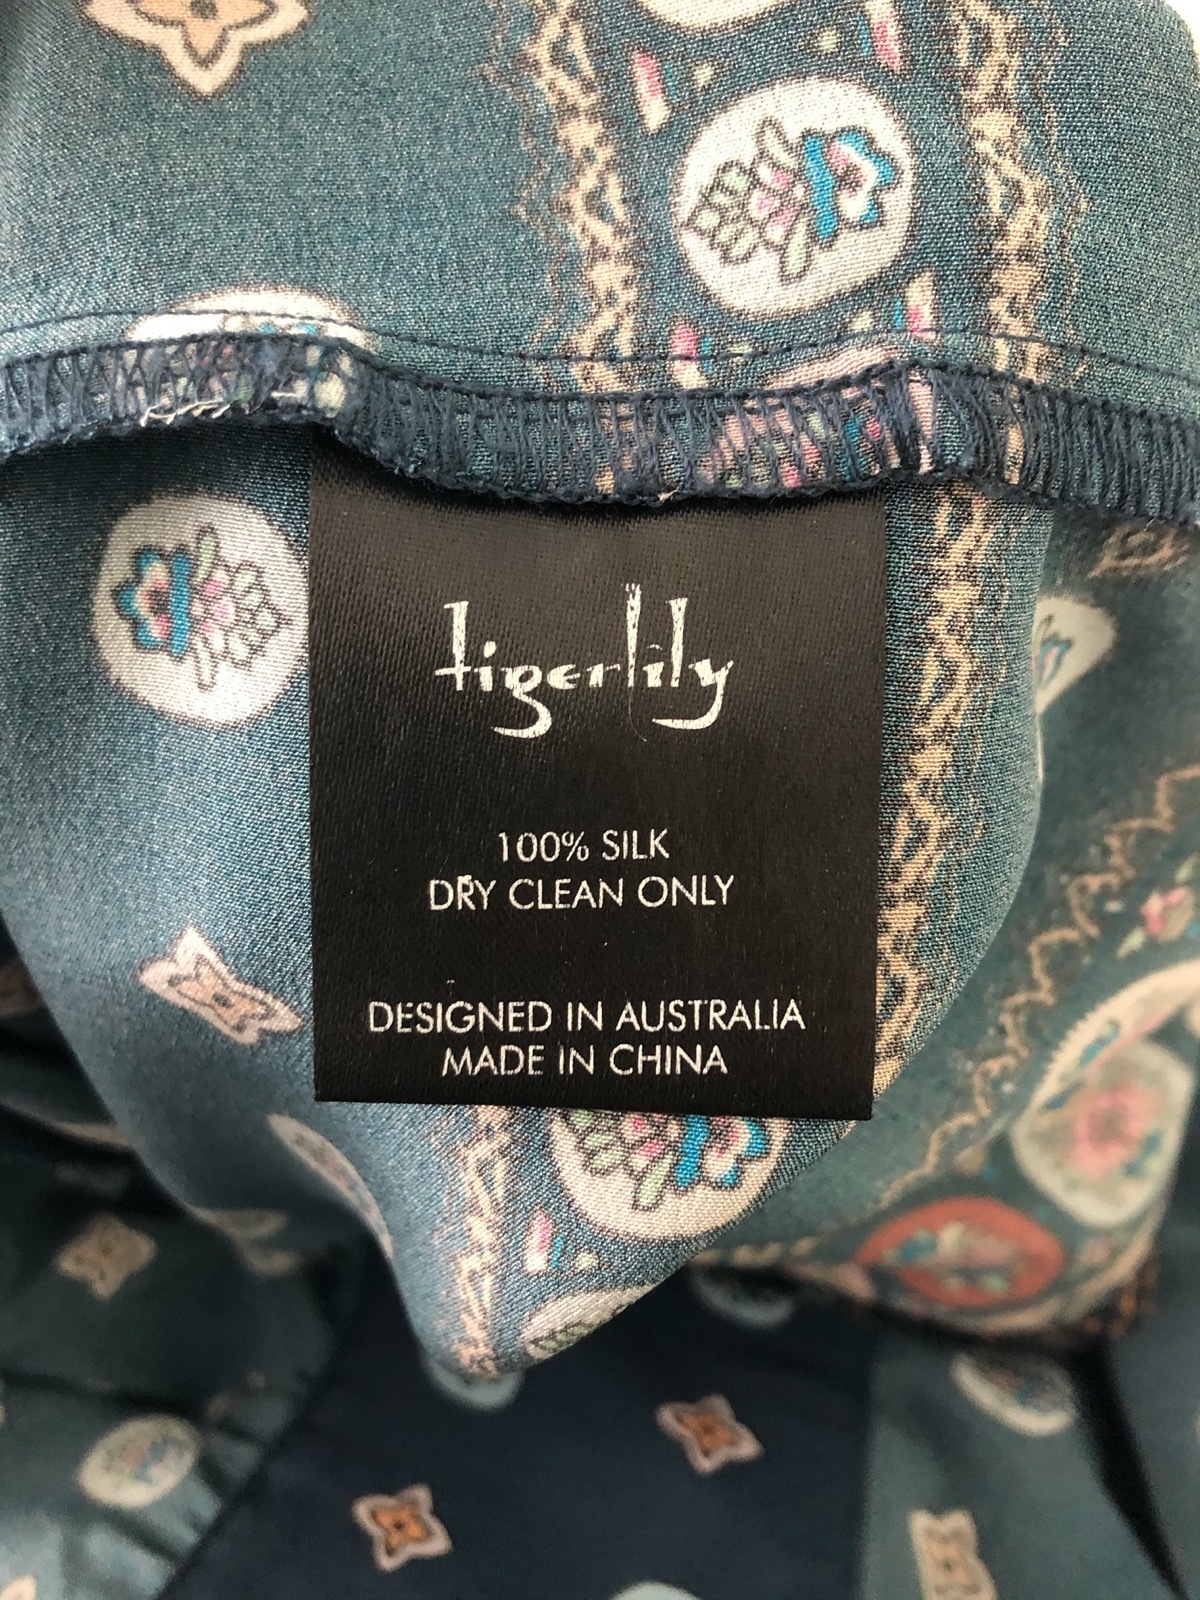 tigerlily
100% SILK
DRY CLEAN ONLY
DESIGNED IN AUSTRALIA
MADE IN CHINA